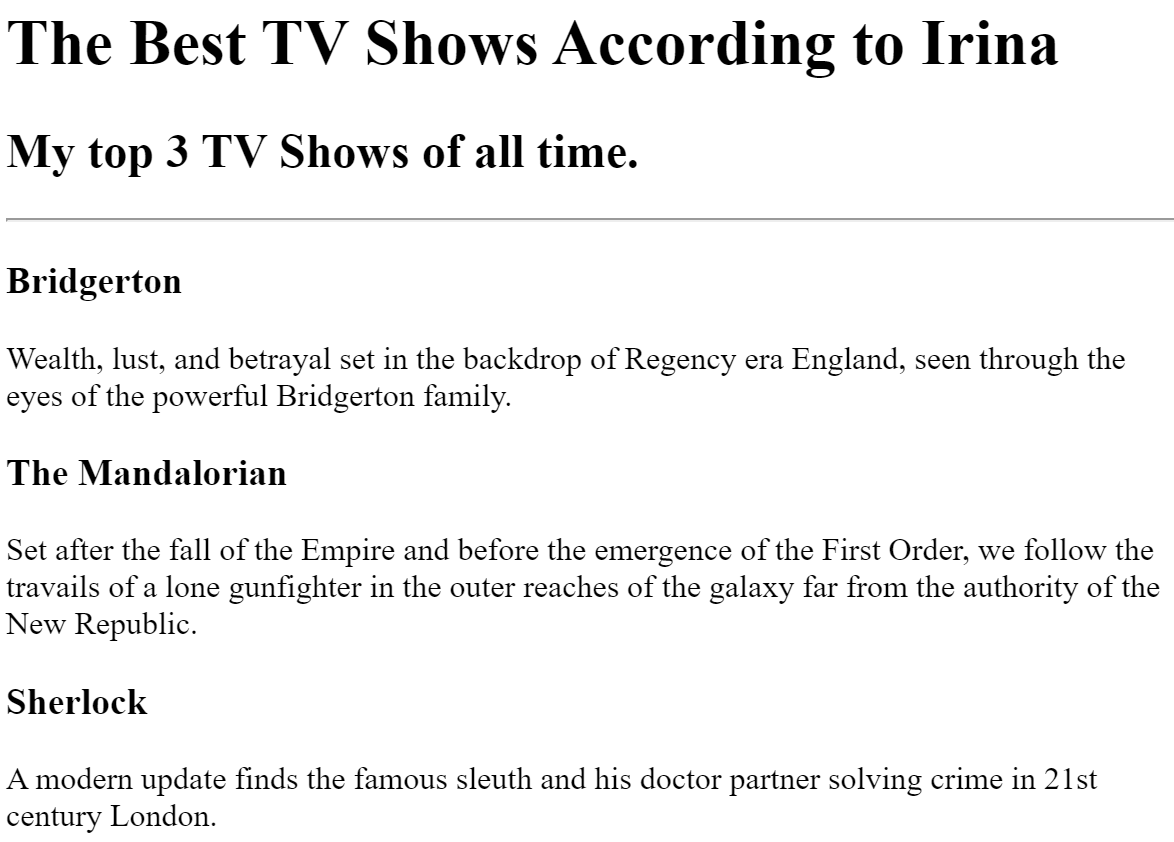 The Best TV Shows According to Irina
My top 3 TV Shows of all time.
Bridgerton
Wealth, lust, and betrayal set in the backdrop of Regency era England, seen through the
eyes of the powerful Bridgerton family.
The Mandalorian
Set after the fall of the Empire and before the emergence of the First Order, we follow the
travails of a lone gunfighter in the outer reaches of the galaxy far from the authority of the
New Republic.
Sherlock
A modern update finds the famous sleuth and his doctor partner solving crime in 21st
century London.